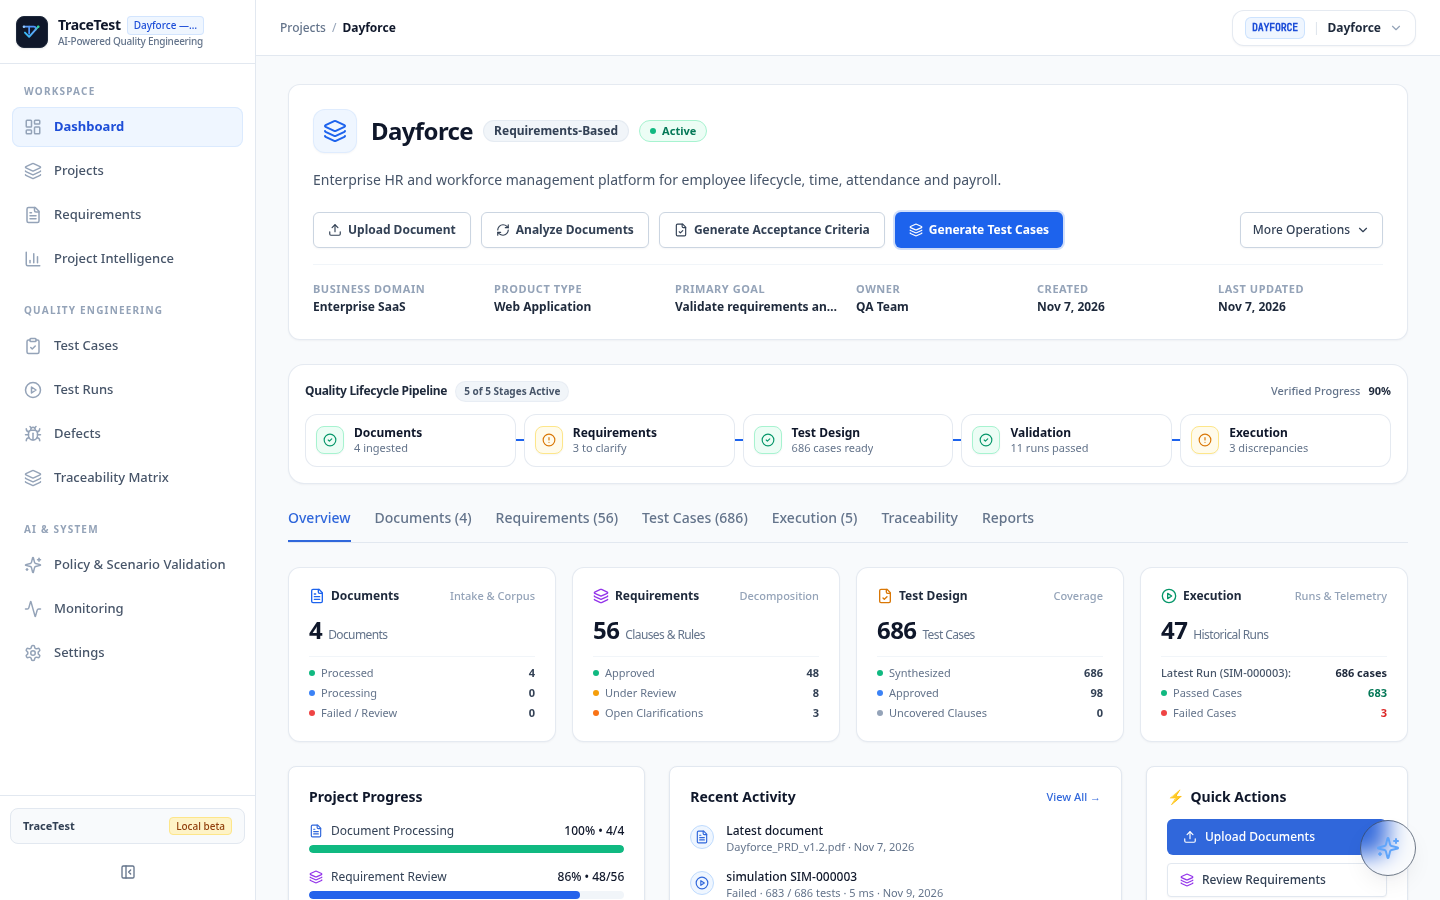 TraceTest Dayforce —...
AI-Powered Quality Engineering
WORKSPACE
Dashboard
Projects
Requirements
Project Intelligence
QUALITY ENGINEERING
Test Cases
Test Runs
Defects
Traceability Matrix
AI & SYSTEM
Policy & Scenario Validation
Monitoring
Settings
TraceTest Local beta
Projects / Dayforce
DAYFORCE Dayforce
Dayforce Requirements-Based Active
Enterprise HR and workforce management platform for employee lifecycle, time, attendance and payroll.
Upload Document Analyze Documents Generate Acceptance Criteria Generate Test Cases More Operations
BUSINESS DOMAIN PRODUCT TYPE PRIMARY GOAL OWNER CREATED LAST UPDATED
Enterprise SaaS Web Application Validate requirements an... QA Team Nov 7, 2026 Nov 7, 2026
Quality Lifecycle Pipeline 5 of 5 Stages Active Verified Progress 90%
Documents
4 ingested
Requirements
3 to clarify
Test Design
686 cases ready
Validation
11 runs passed
Execution
3 discrepancies
Overview Documents (4) Requirements (56) Test Cases (686) Execution (5) Traceability Reports
Documents Intake & Corpus
4 Documents
Processed 4
Processing 0
Failed / Review 0
Requirements Decomposition
56 Clauses & Rules
Approved 48
Under Review 8
Open Clarifications 3
Test Design Coverage
686 Test Cases
Synthesized 686
Approved 98
Uncovered Clauses 0
Execution Runs & Telemetry
47 Historical Runs
Latest Run (SIM-000003): 686 cases
Passed Cases 683
Failed Cases 3
Project Progress
Document Processing 100% • 4/4
Requirement Review 86% • 48/56
Recent Activity View All →
Latest document
Dayforce_PRD_v1.2.pdf · Nov 7, 2026
simulation SIM-000003
Failed · 683 / 686 tests · 5 ms · Nov 9, 2026
⚡ Quick Actions
Upload Documents
Review Requirements